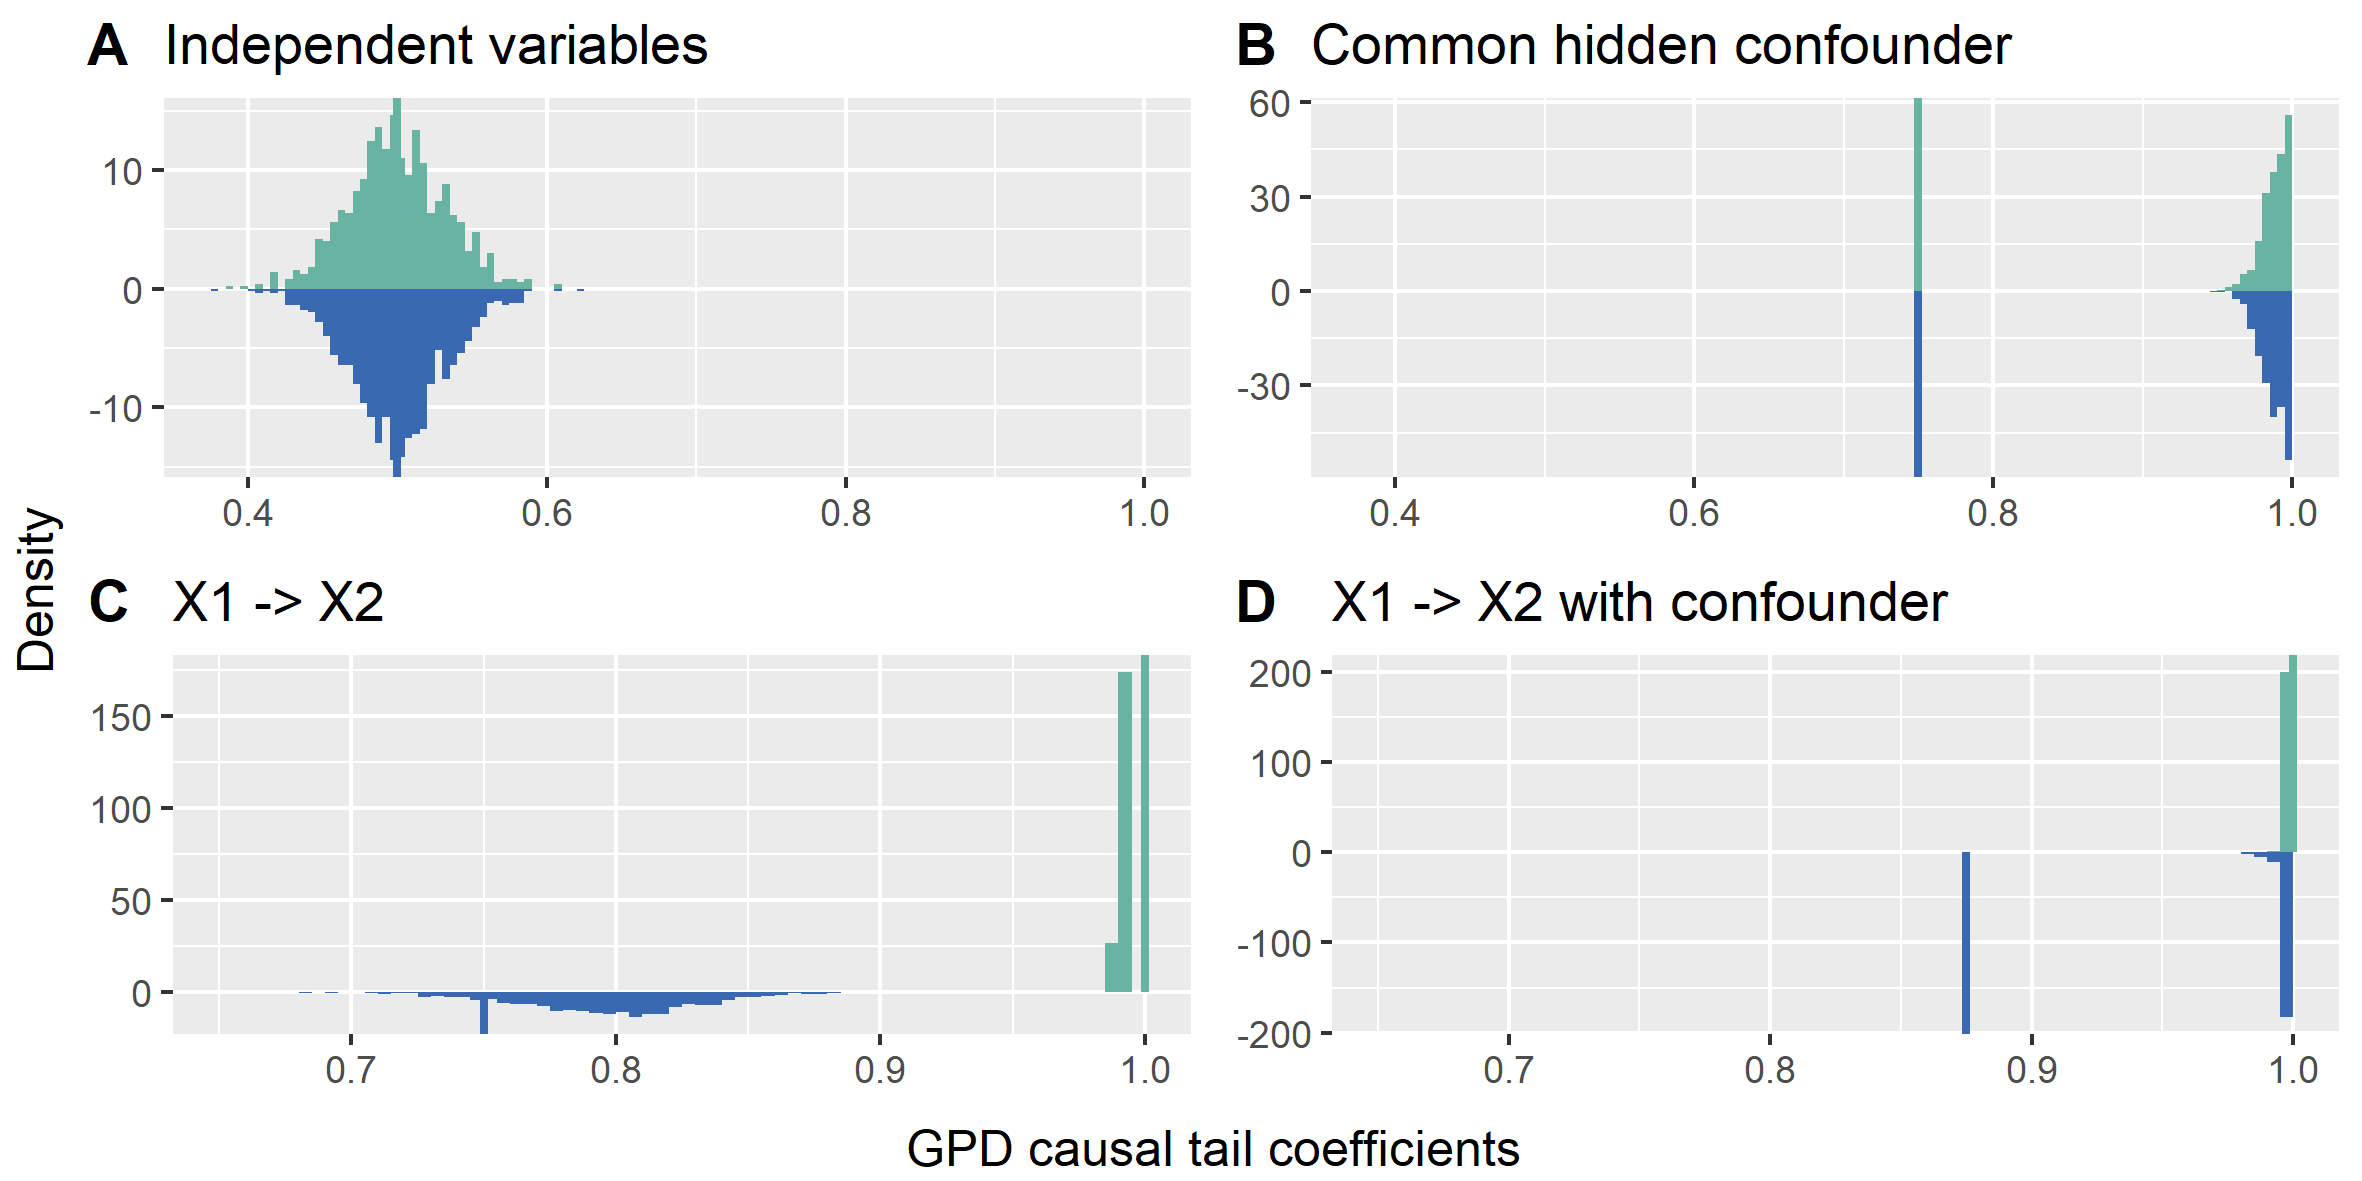 A Independent variables
10
0
-10
0.4 0.6 0.8 1.0
B Common hidden confounder
60
30
0
-30
0.4 0.6 0.8 1.0
Density
C X1 -> X2
150
100
50
0
0.7 0.8 0.9 1.0
D X1 -> X2 with confounder
200
100
0
-100
-200
0.7 0.8 0.9 1.0
GPD causal tail coefficients